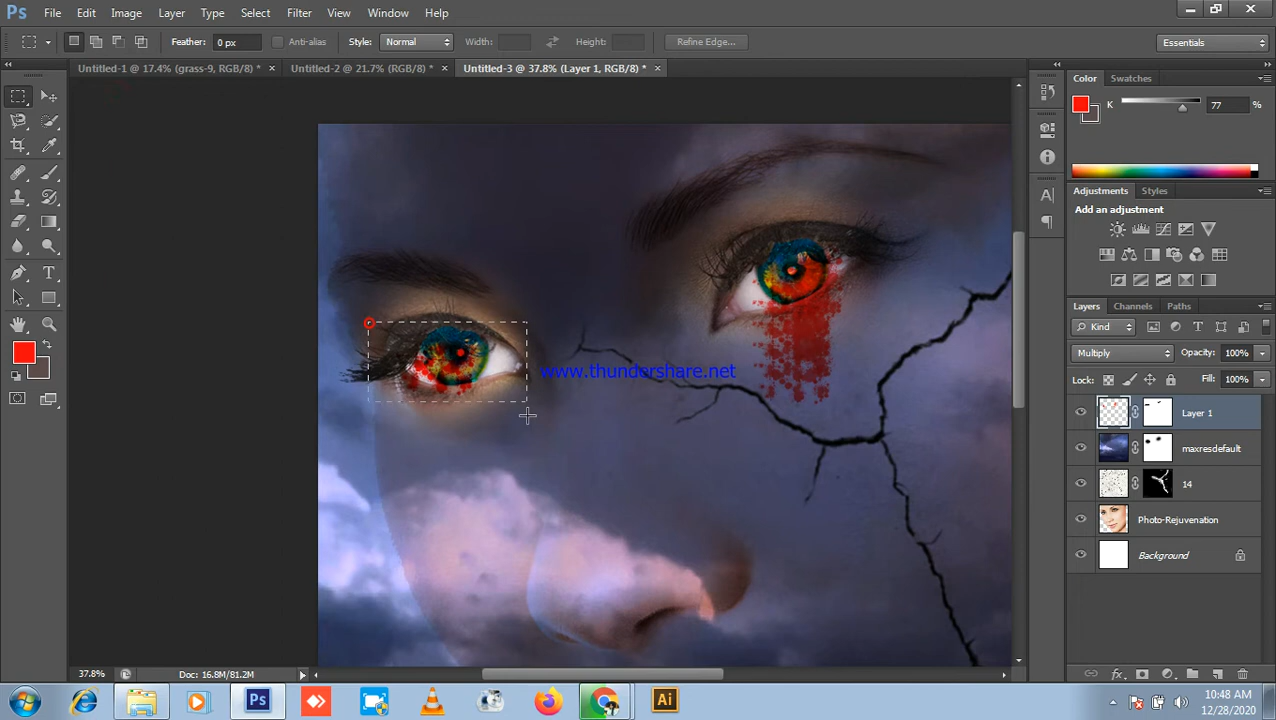 Ps File Edit Image Layer Type Select Filter View Window Help
Feather: 0 px Anti-alias Style: Normal Width: Height: Refine Edge... Essentials
Untitled-1 @ 17.4% (grass-9, RGB/8) * × Untitled-2 @ 21.7% (RGB/8) * × Untitled-3 @ 37.8% (Layer 1, RGB/8) * ×
Color Swatches
K 77 %
Adjustments Styles
Add an adjustment
Layers Channels Paths
Kind
Multiply Opacity: 100%
Lock: Fill: 100%
Layer 1
maxresdefault
14
Photo-Rejuvenation
Background
www.thundershare.net
37.8% Doc: 16.8M/81.2M
fx
Ps Ai
10:48 AM
12/28/2020